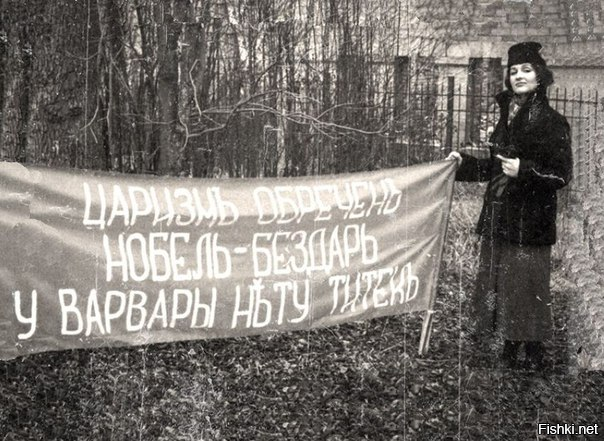 ЦАРИЗМЪ ОБРЕЧЕНЪ
НОБЕЛЬ-БЕЗДАРЬ
У ВАРВАРЫ НѢТУ ТИТЕКЪ
Fishki.net